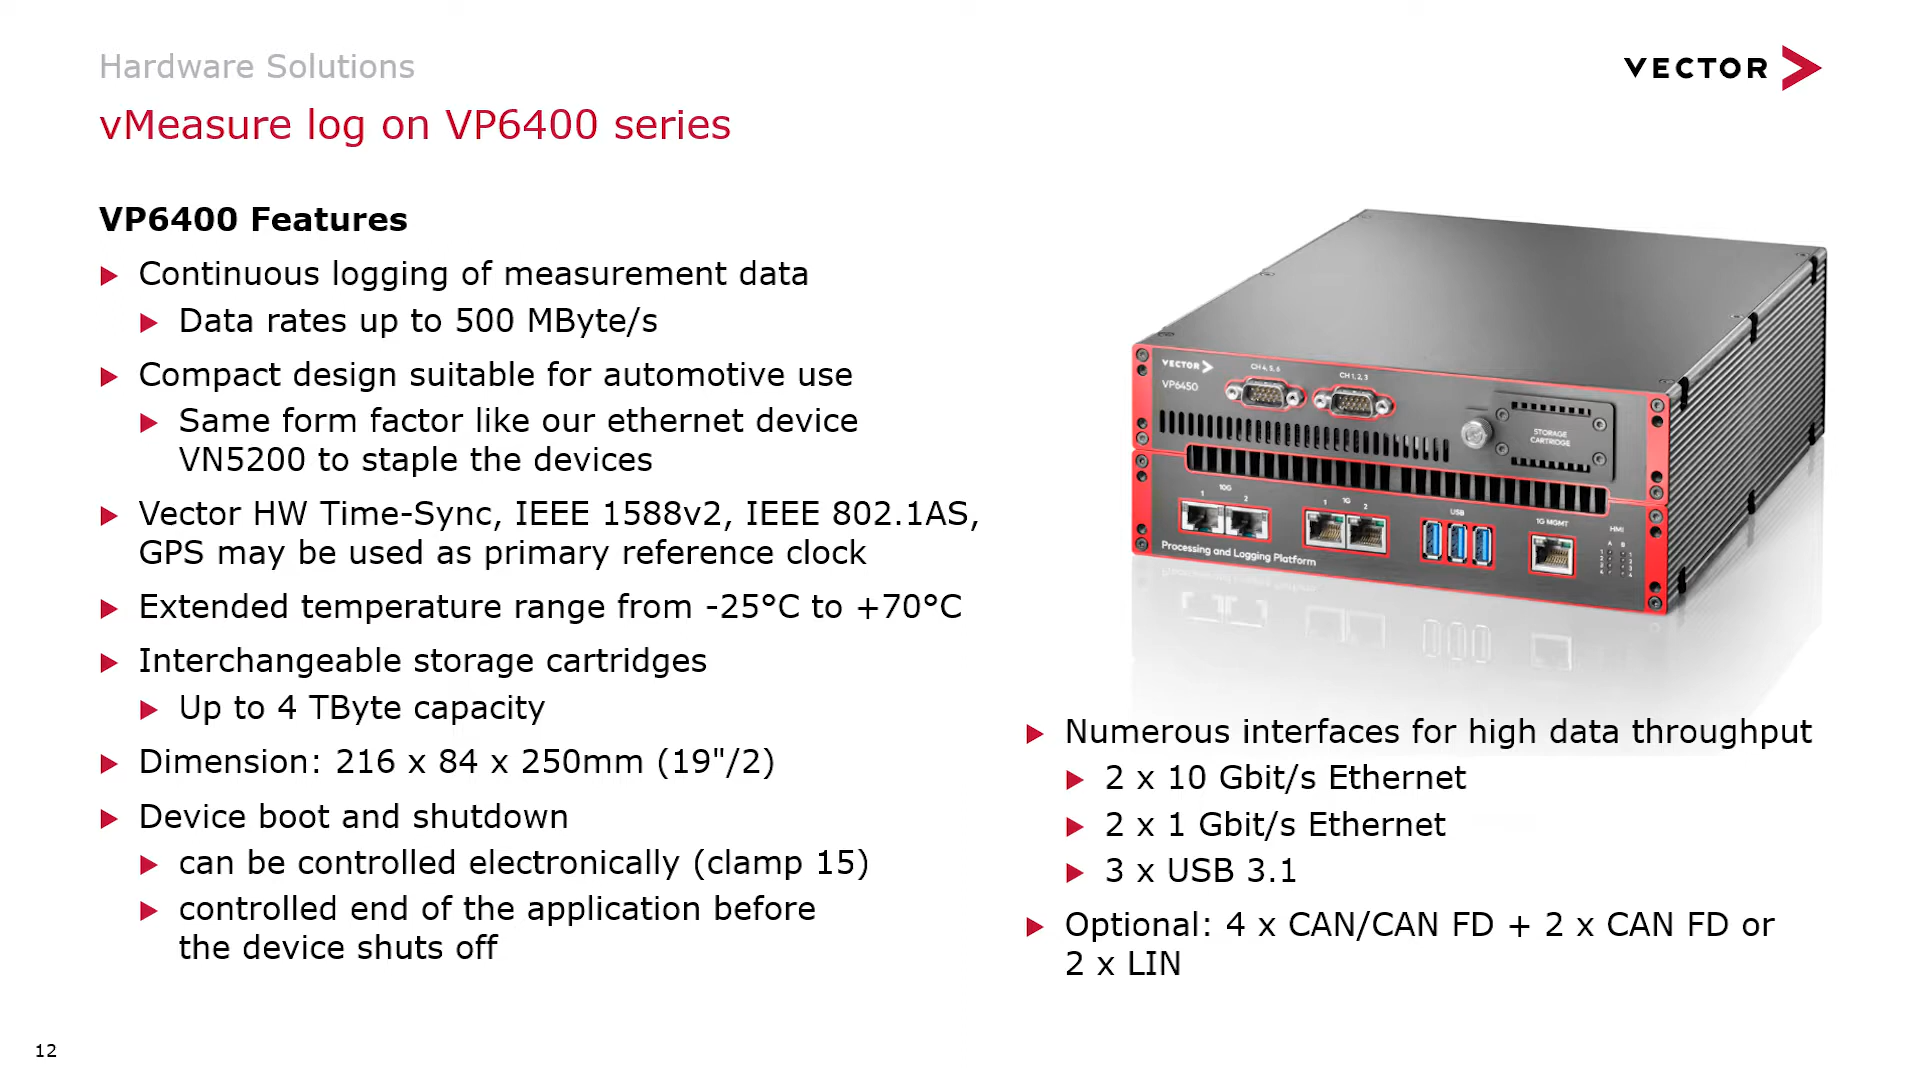 Hardware Solutions
VECTOR
vMeasure log on VP6400 series
VP6400 Features
Continuous logging of measurement data
Data rates up to 500 MByte/s
Compact design suitable for automotive use
Same form factor like our ethernet device
VN5200 to staple the devices
Vector HW Time-Sync, IEEE 1588v2, IEEE 802.1AS,
GPS may be used as primary reference clock
Extended temperature range from -25°C to +70°C
Interchangeable storage cartridges
Up to 4 TByte capacity
Dimension: 216 x 84 x 250mm (19"/2)
Device boot and shutdown
can be controlled electronically (clamp 15)
controlled end of the application before
the device shuts off
VECTOR
VP6450
CH 4, 5, 6
CH 1, 2, 3
STORAGE
CARTRIDGE
10G
1 2
1G
1 2
USB
1G MGMT
HMI
A B
1 1
2 2
3 3
4 4
Processing and Logging Platform
Numerous interfaces for high data throughput
2 x 10 Gbit/s Ethernet
2 x 1 Gbit/s Ethernet
3 x USB 3.1
Optional: 4 x CAN/CAN FD + 2 x CAN FD or
2 x LIN
12